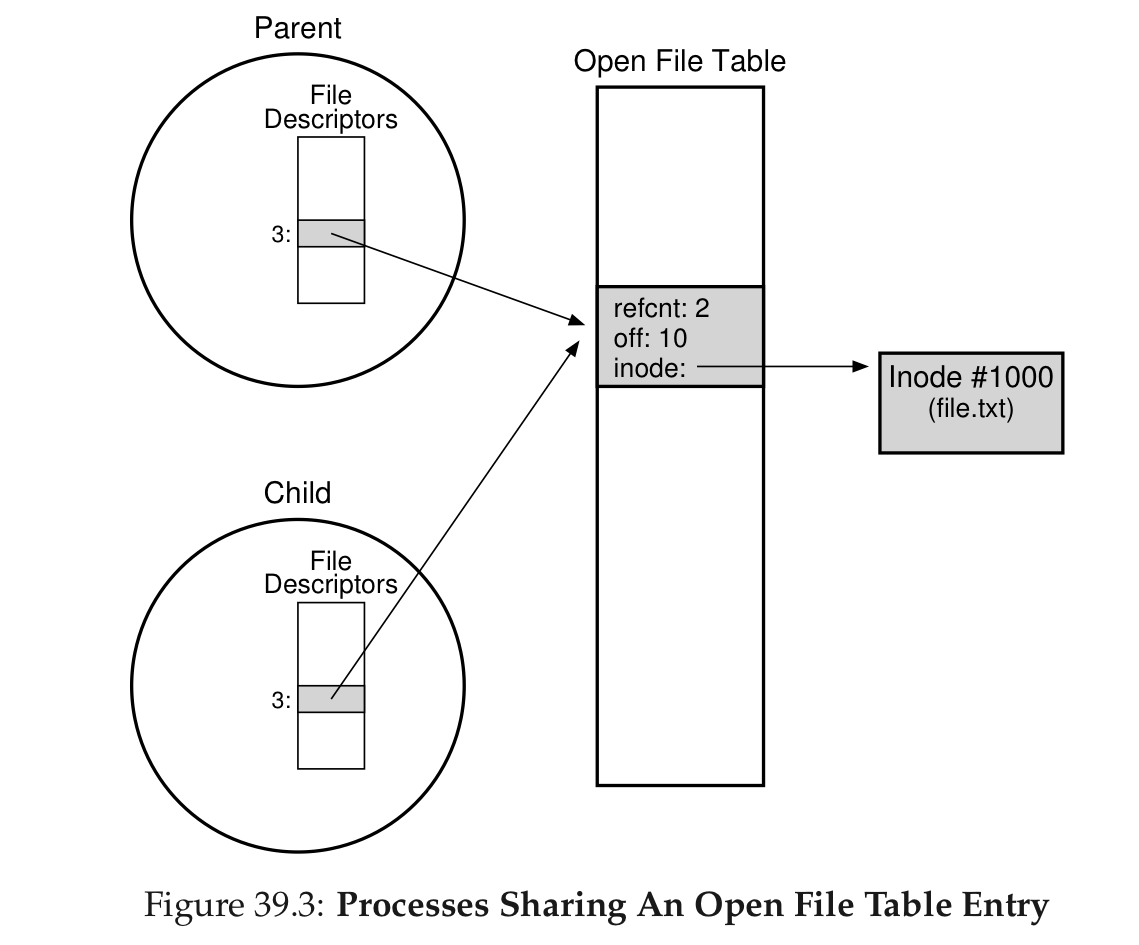 Parent
File
Descriptors
3:
Open File Table
refcnt: 2
off: 10
inode:
Inode #1000
(file.txt)
Child
File
Descriptors
3:
Figure 39.3: Processes Sharing An Open File Table Entry